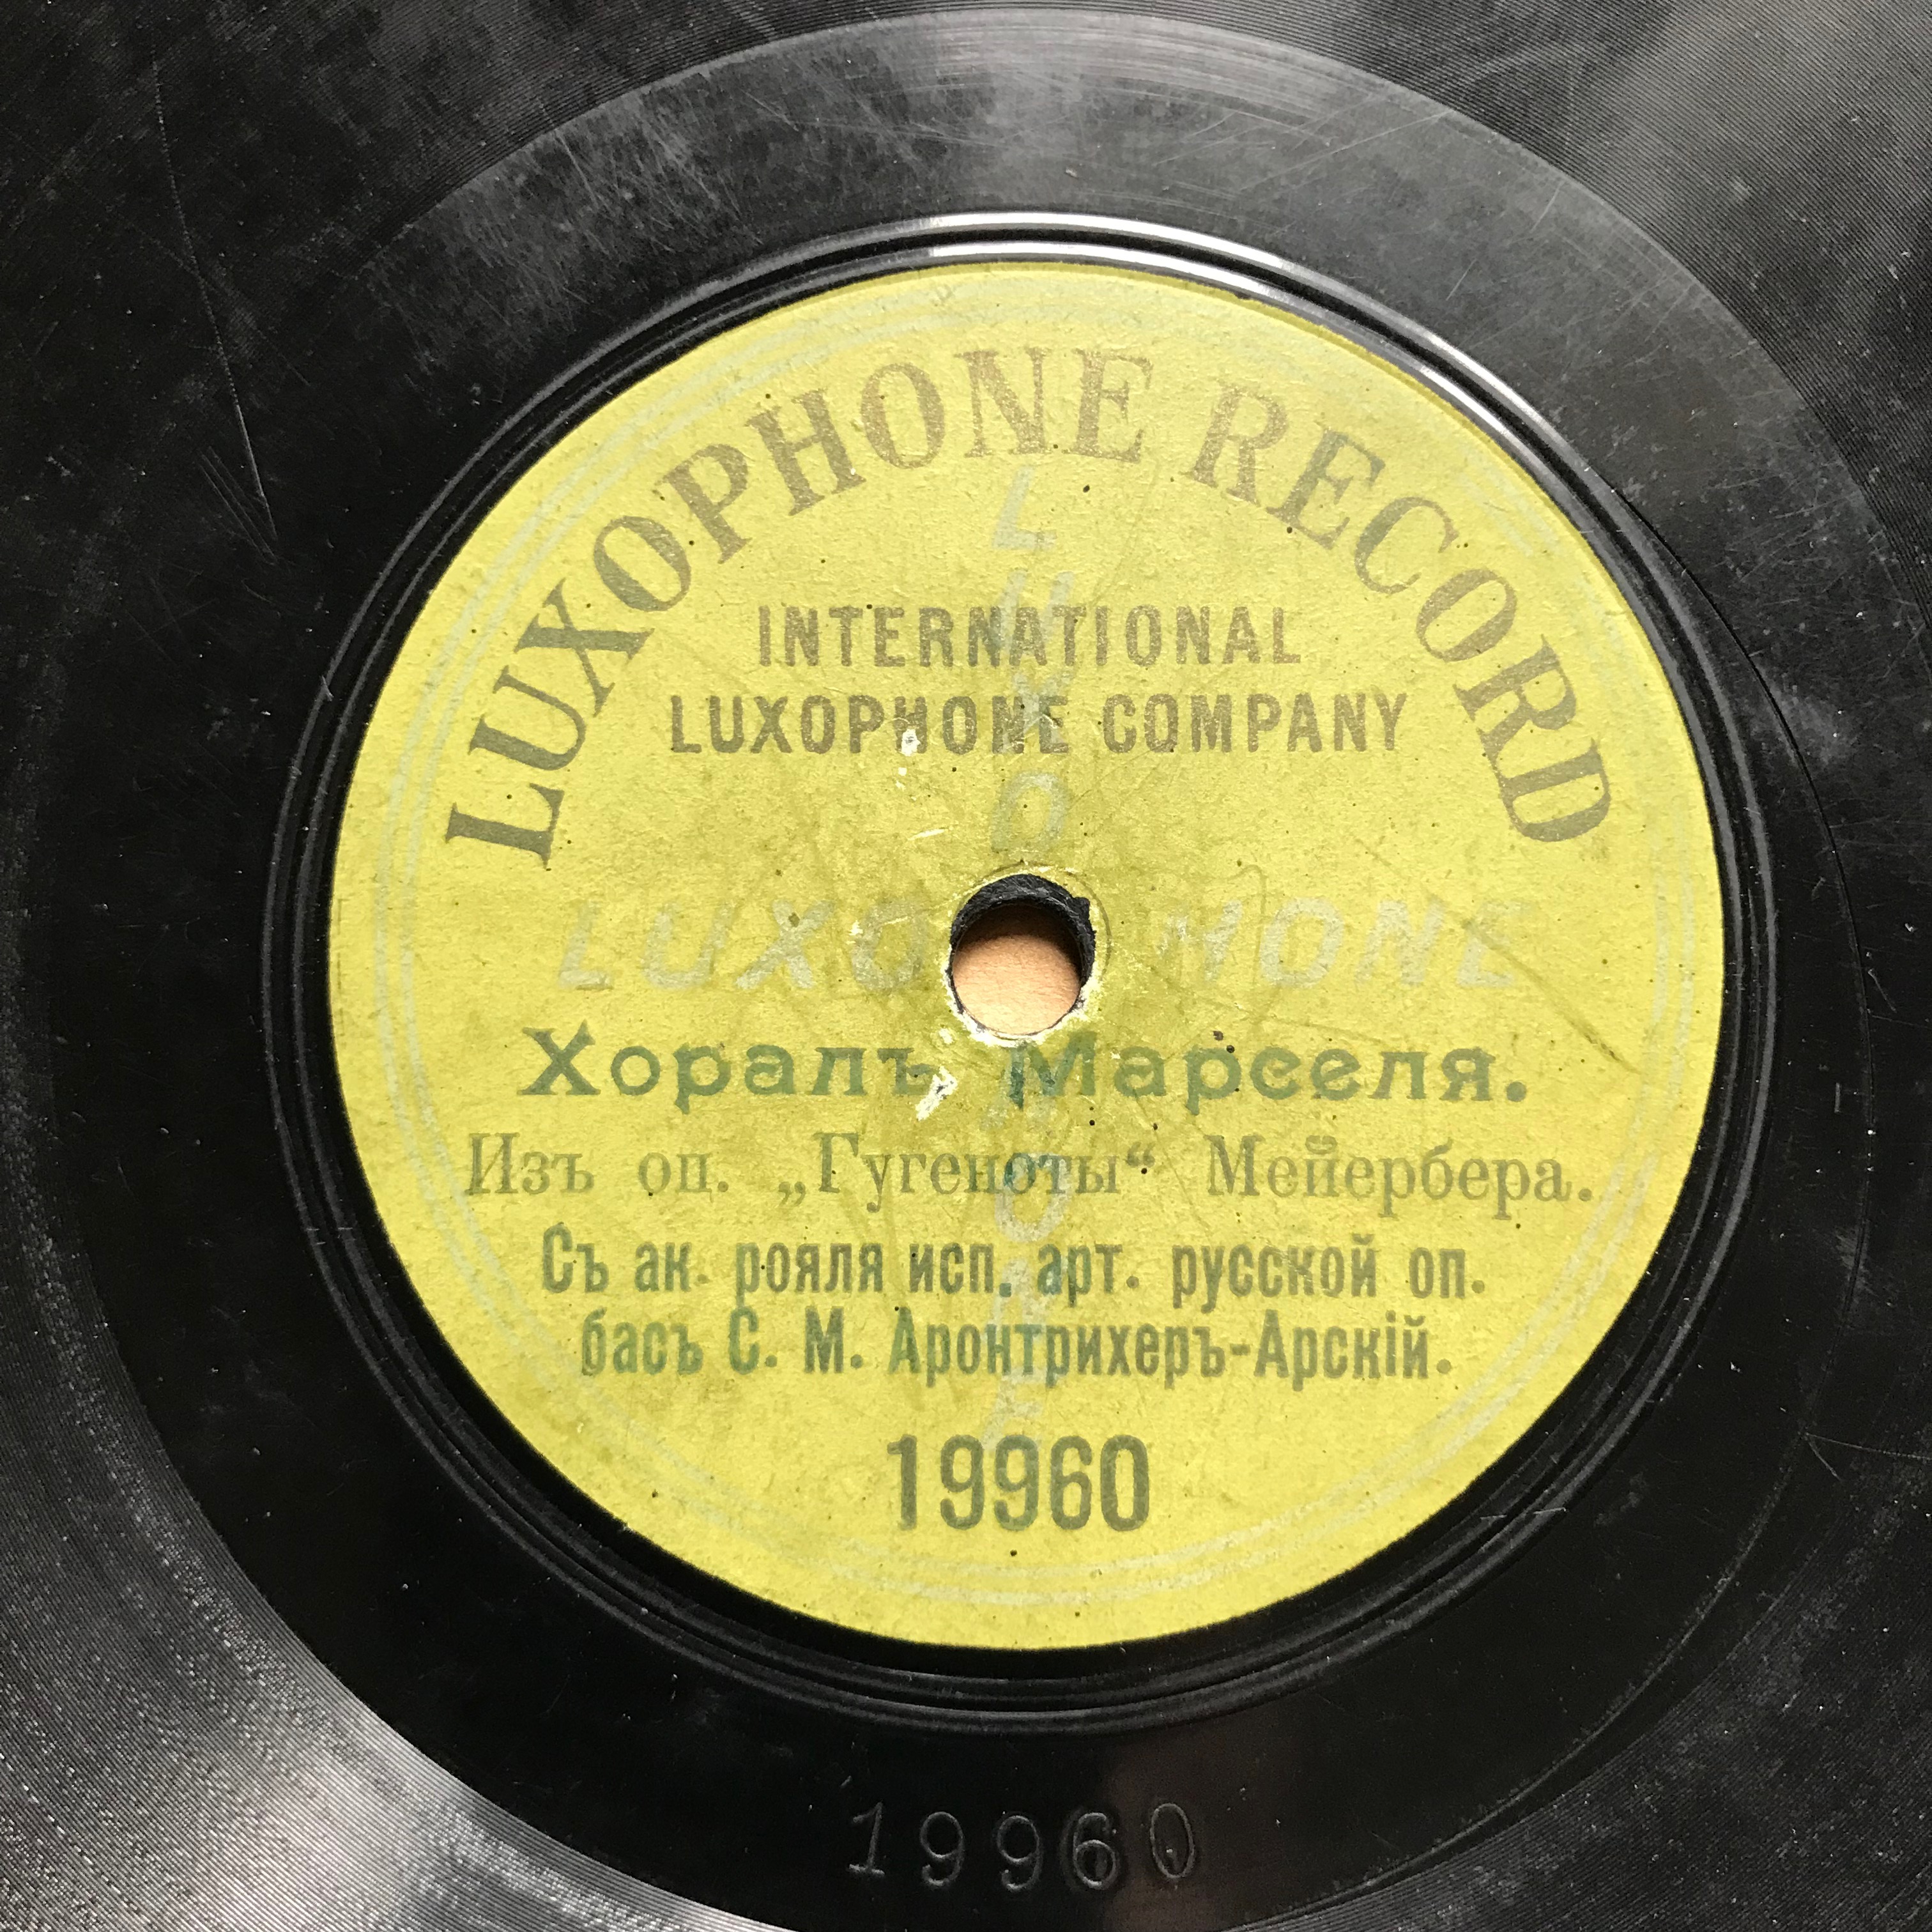 LUXOPHONE RECORD
INTERNATIONAL
LUXOPHONE COMPANY
LUXOPHONE
LUXOPHONE
Хоралъ Марселя.
Изъ оп. „Гугеноты“ Мейербера.
Съ ак. рояля исп. арт. русской оп.
басъ С. М. Аронтрихеръ-Арскій.
19960
19960